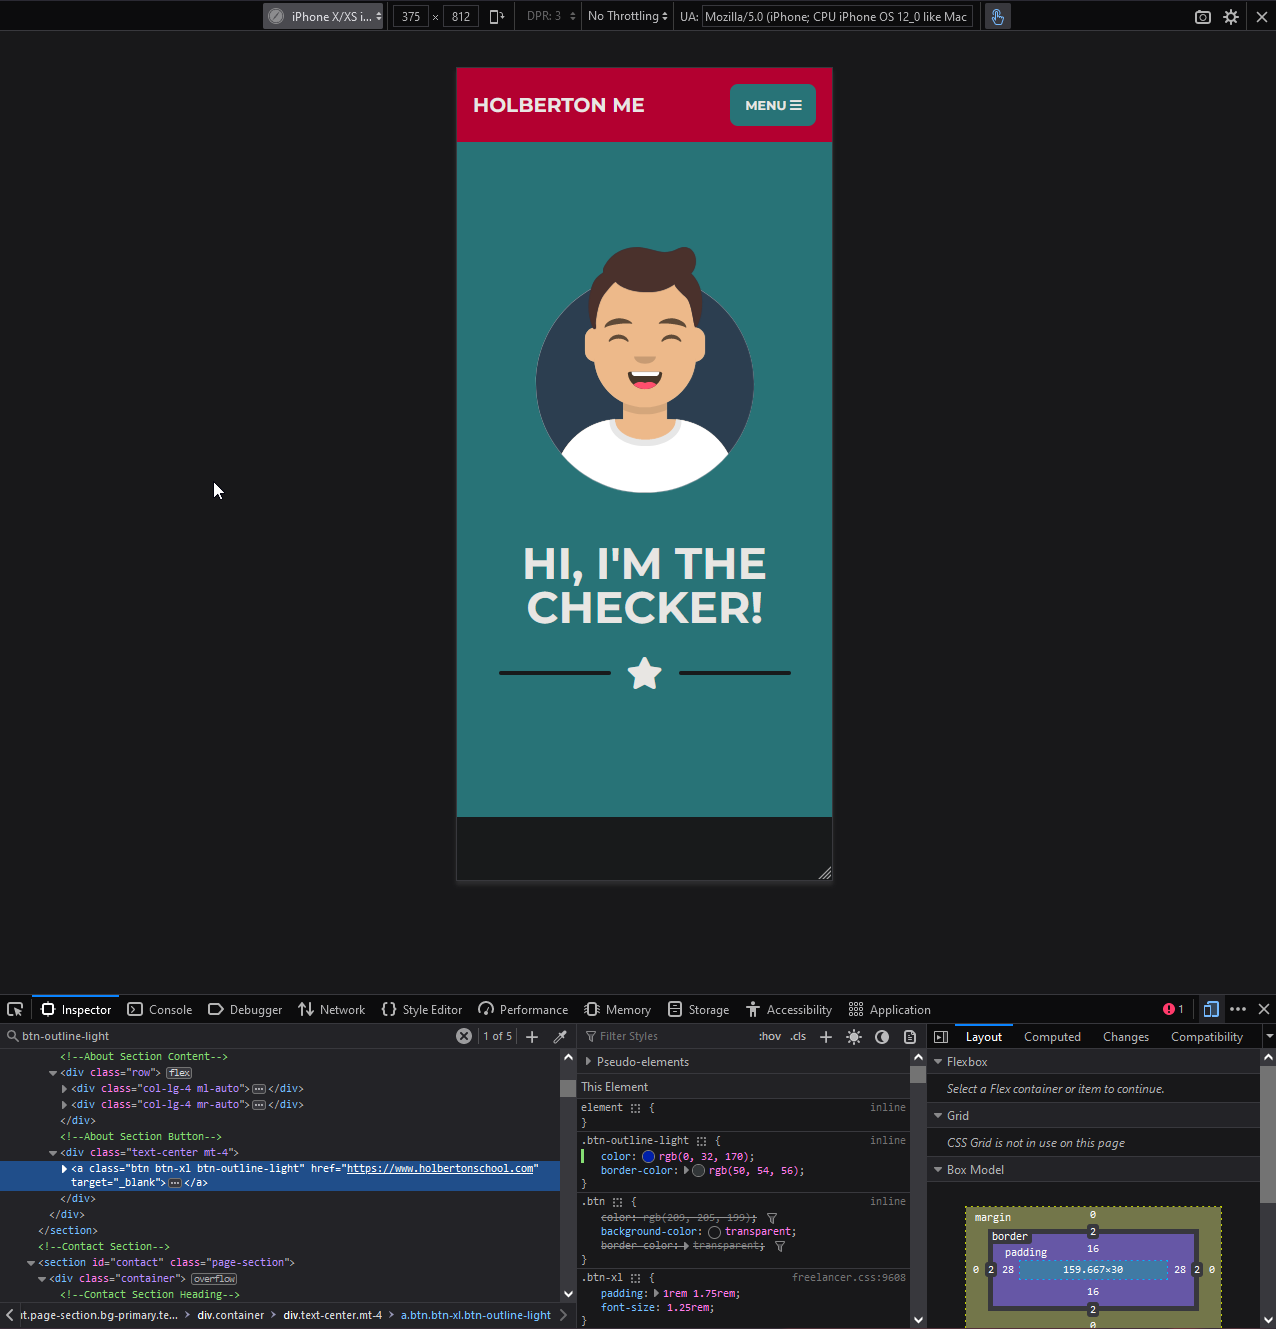 iPhone X/XS i...
375 × 812
DPR: 3
No Throttling
UA: Mozilla/5.0 (iPhone; CPU iPhone OS 12_0 like Mac
HOLBERTON ME
MENU
HI, I'M THE
CHECKER!
Inspector
Console
Debugger
Network
Style Editor
Performance
Memory
Storage
Accessibility
Application
1
btn-outline-light
1 of 5
<!--About Section Content-->
<div class="row"> flex
<div class="col-lg-4 ml-auto"> ··· </div>
<div class="col-lg-4 mr-auto"> ··· </div>
</div>
<!--About Section Button-->
<div class="text-center mt-4">
<a class="btn btn-xl btn-outline-light" href="https://www.holbertonschool.com"
target="_blank"> ··· </a>
</div>
</div>
</section>
<!--Contact Section-->
<section id="contact" class="page-section">
<div class="container"> overflow
<!--Contact Section Heading-->
ıt.page-section.bg-primary.te... > div.container > div.text-center.mt-4 > a.btn.btn-xl.btn-outline-light
Filter Styles
:hov .cls
Pseudo-elements
This Element
element { inline
}
.btn-outline-light { inline
color: rgb(0, 32, 170);
border-color: rgb(50, 54, 56);
}
.btn { inline
color: rgb(209, 205, 199);
background-color: transparent;
border-color: transparent;
}
.btn-xl { freelancer.css:9608
padding: 1rem 1.75rem;
font-size: 1.25rem;
}
Layout
Computed
Changes
Compatibility
Flexbox
Select a Flex container or item to continue.
Grid
CSS Grid is not in use on this page
Box Model
margin 0
border 2
padding 16
0 2 28 159.667×30 28 2 0
16
2
0